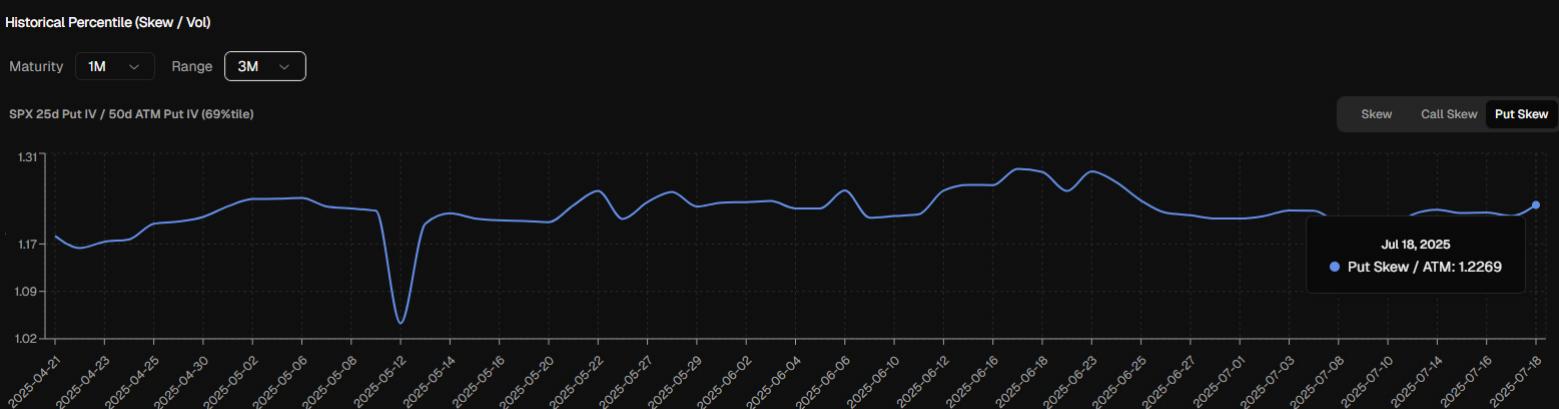 Historical Percentile (Skew / Vol)
Maturity 1M Range 3M
SPX 25d Put IV / 50d ATM Put IV (69%tile)
Skew Call Skew Put Skew
1.31
1.17
1.09
1.02
Jul 18, 2025
Put Skew / ATM: 1.2269
2025-04-21 2025-04-23 2025-04-25 2025-04-30 2025-05-02 2025-05-06 2025-05-08 2025-05-12 2025-05-14 2025-05-16 2025-05-20 2025-05-22 2025-05-27 2025-05-29 2025-06-02 2025-06-04 2025-06-06 2025-06-10 2025-06-12 2025-06-16 2025-06-18 2025-06-23 2025-06-25 2025-06-27 2025-07-01 2025-07-03 2025-07-08 2025-07-10 2025-07-14 2025-07-16 2025-07-18